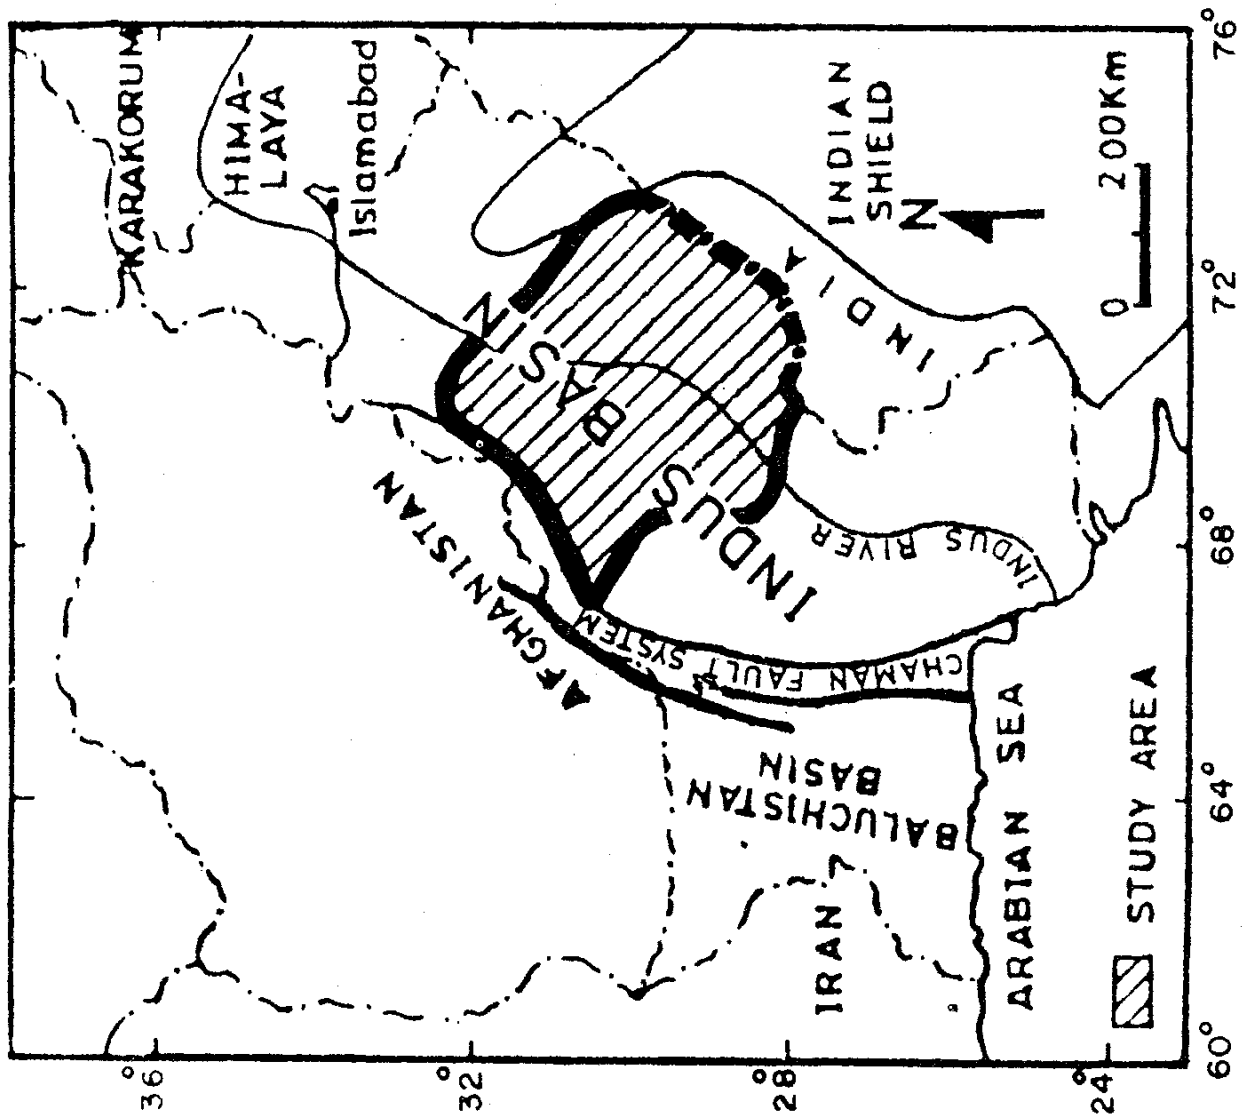 KARAKORUM
HIMA-
LAYA
Islamabad
AFGHANISTAN
INDUS BASIN
INDIA
INDIAN
SHIELD
N
0 200Km
INDUS RIVER
CHAMAN FAULT SYSTEM
BALUCHISTAN
BASIN
IRAN
ARABIAN SEA
STUDY AREA
36°
32°
28°
24°
60°
64°
68°
72°
76°